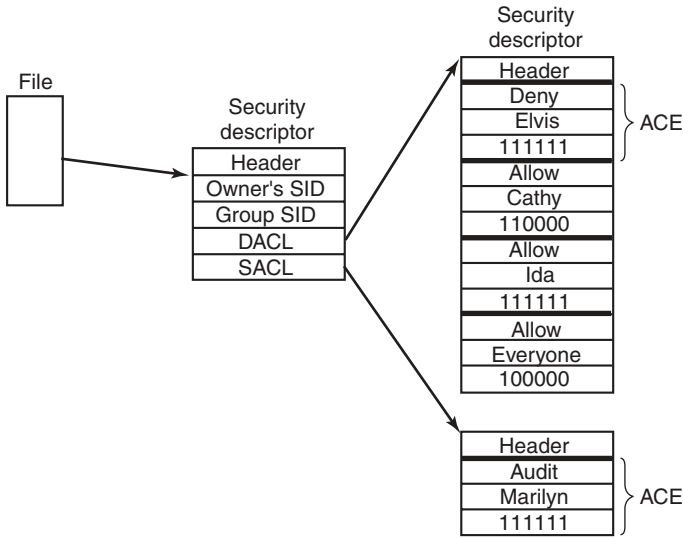 File
Security
descriptor
Header
Owner's SID
Group SID
DACL
SACL
Security
descriptor
Header
Deny
Elvis
111111
ACE
Allow
Cathy
110000
Allow
Ida
111111
Allow
Everyone
100000
Header
Audit
Marilyn
111111
ACE